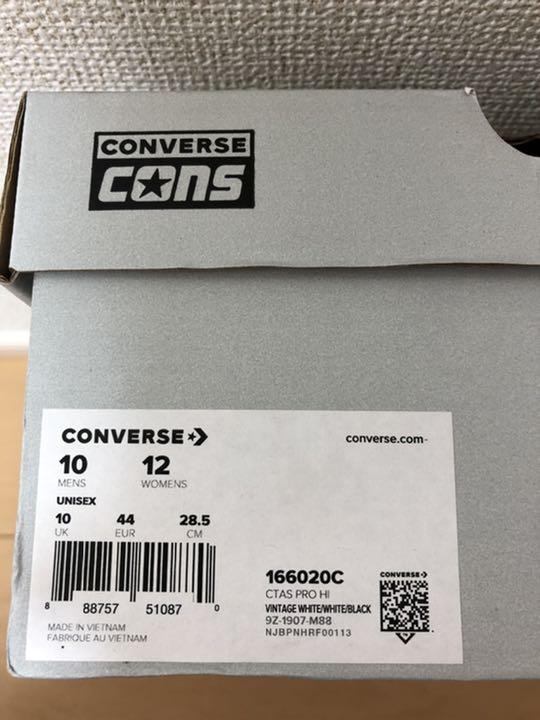 CONVERSE
CONS
CONVERSE
converse.com
10 12
MENS WOMENS
UNISEX
10 44 28.5
UK EUR CM
8 88757 51087 0
MADE IN VIETNAM
FABRIQUE AU VIETNAM
166020C
CTAS PRO HI
VINTAGE WHITE/WHITE/BLACK
9Z-1907-M88
NJBPNHRF00113
CONVERSE